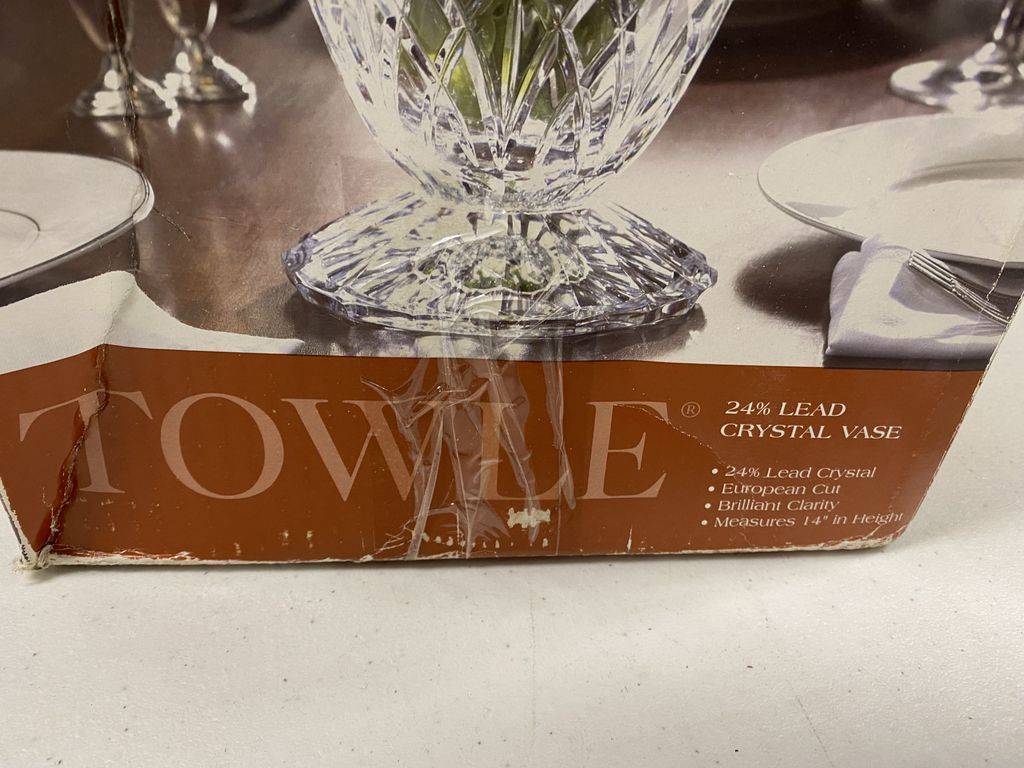 TOWLE®
24% LEAD
CRYSTAL VASE
• 24% Lead Crystal
• European Cut
• Brilliant Clarity
• Measures 14" in Height